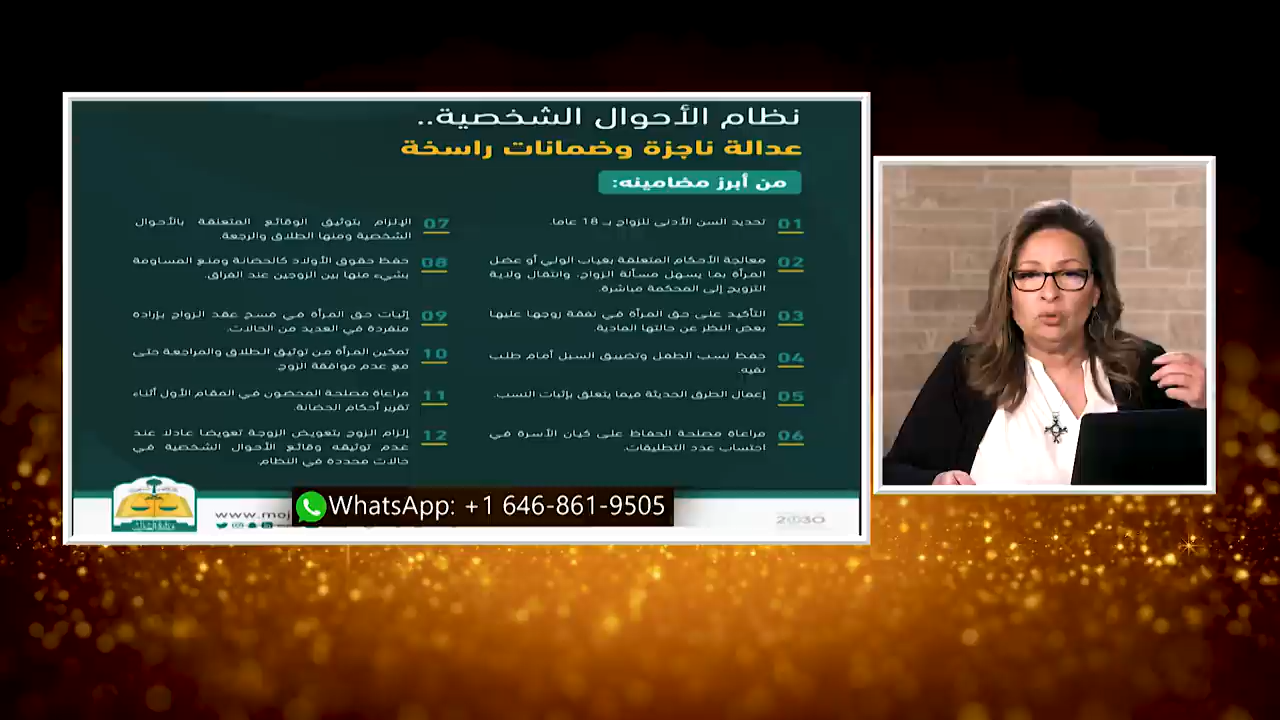 نظام الأحوال الشخصية..
عدالة ناجزة وضمانات راسخة
من أبرز مضامينه:
01 تحديد السن الأدنى للزواج بـ 18 عاما.
02 معالجة الأحكام المتعلقة بغياب الولي أو عضل
المرأة بما يسهل مسألة الزواج، وانتقال ولاية
التزويج إلى المحكمة مباشرة.
03 التأكيد على حق المرأة في نفقة زوجها عليها
بغض النظر عن حالتها المادية.
04 حفظ نسب الطفل وتضييق السبل أمام طلب
نفيه.
05 إعمال الطرق الحديثة فيما يتعلق بإثبات النسب.
06 مراعاة مصلحة الحفاظ على كيان الأسرة في
احتساب عدد التطليقات.
07 الإلزام بتوثيق الوقائع المتعلقة بالأحوال
الشخصية ومنها الطلاق والرجعة.
08 حفظ حقوق الأولاد كالحضانة ومنع المساومة
بشيء منها بين الزوجين عند الفراق.
09 إثبات حق المرأة في فسخ عقد الزواج بإرادة
منفردة في العديد من الحالات.
10 تمكين المرأة من توثيق الطلاق والمراجعة حتى
مع عدم موافقة الزوج.
11 مراعاة مصلحة المحضون في المقام الأول أثناء
تقرير أحكام الحضانة.
12 إلزام الزوج بتعويض الزوجة تعويضا عادلا عند
عدم توثيقه وقائع الأحوال الشخصية في
حالات محددة في النظام.
www.moj
WhatsApp: +1 646-861-9505
2030